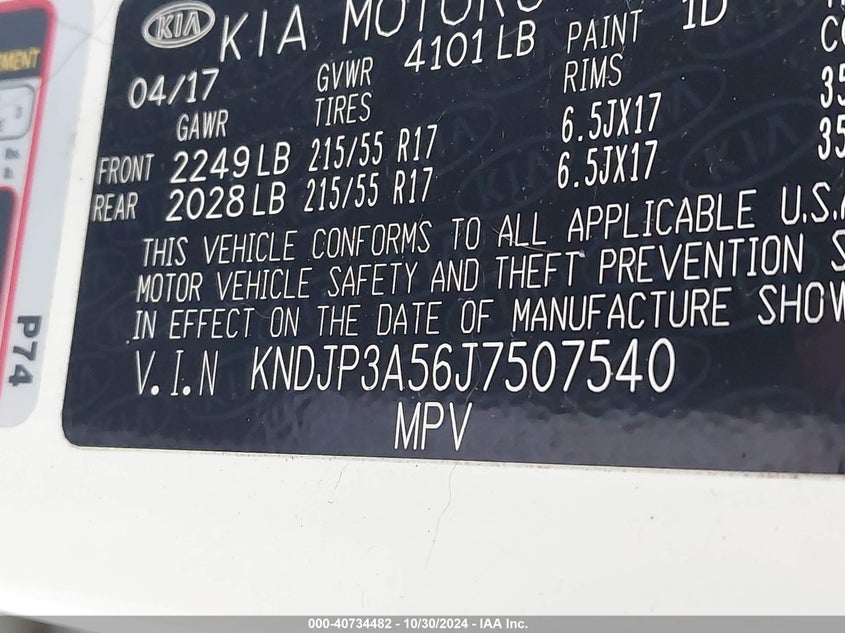 KIA KIA MOTORS
04/17 GVWR 4101 LB PAINT 1D
GAWR TIRES RIMS
FRONT 2249 LB 215/55 R17 6.5JX17 35
REAR 2028 LB 215/55 R17 6.5JX17 35
THIS VEHICLE CONFORMS TO ALL APPLICABLE U.S.
MOTOR VEHICLE SAFETY AND THEFT PREVENTION S
IN EFFECT ON THE DATE OF MANUFACTURE SHOW
V.I.N KNDJP3A56J7507540
MPV
P74
000-40734482 - 10/30/2024 - IAA Inc.